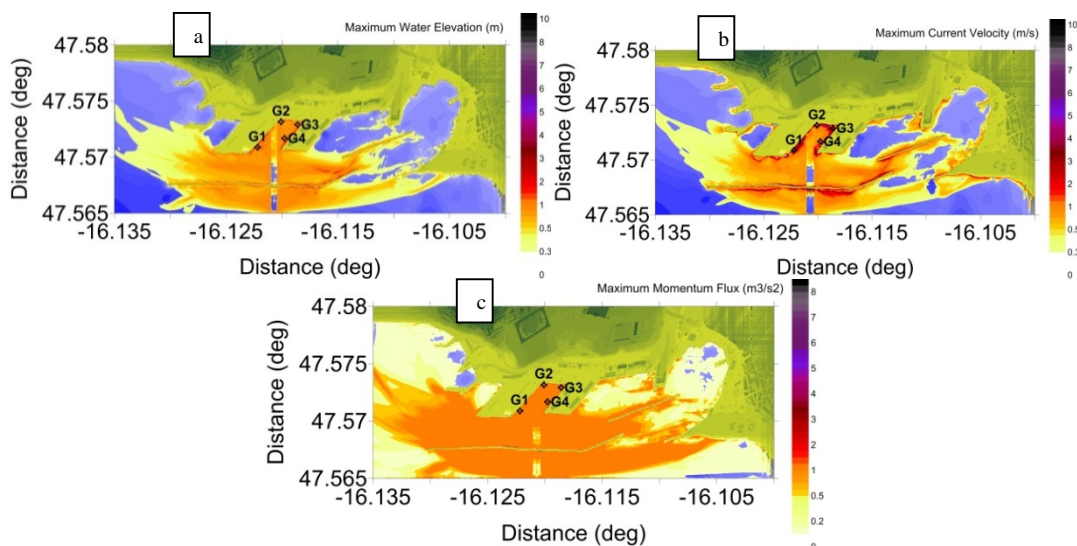 a
Maximum Water Elevation (m)
47.58
47.575
47.57
47.565
Distance (deg)
G2
G1
G3
G4
-16.135
-16.125
-16.115
-16.105
Distance (deg)
10
8
7
5
4
3
2
1
0.5
0.3
0
b
Maximum Current Velocity (m/s)
47.58
47.575
47.57
47.565
Distance (deg)
G2
G1
G3
G4
-16.135
-16.125
-16.115
-16.105
Distance (deg)
10
8
7
5
4
3
2
1
0.5
0.3
0
c
Maximum Momentum Flux (m3/s2)
47.58
47.575
47.57
47.565
Distance (deg)
G2
G3
G1
G4
-16.135
-16.125
-16.115
-16.105
Distance (deg)
8
6
5
4
3
2
1
0.5
0.2
0